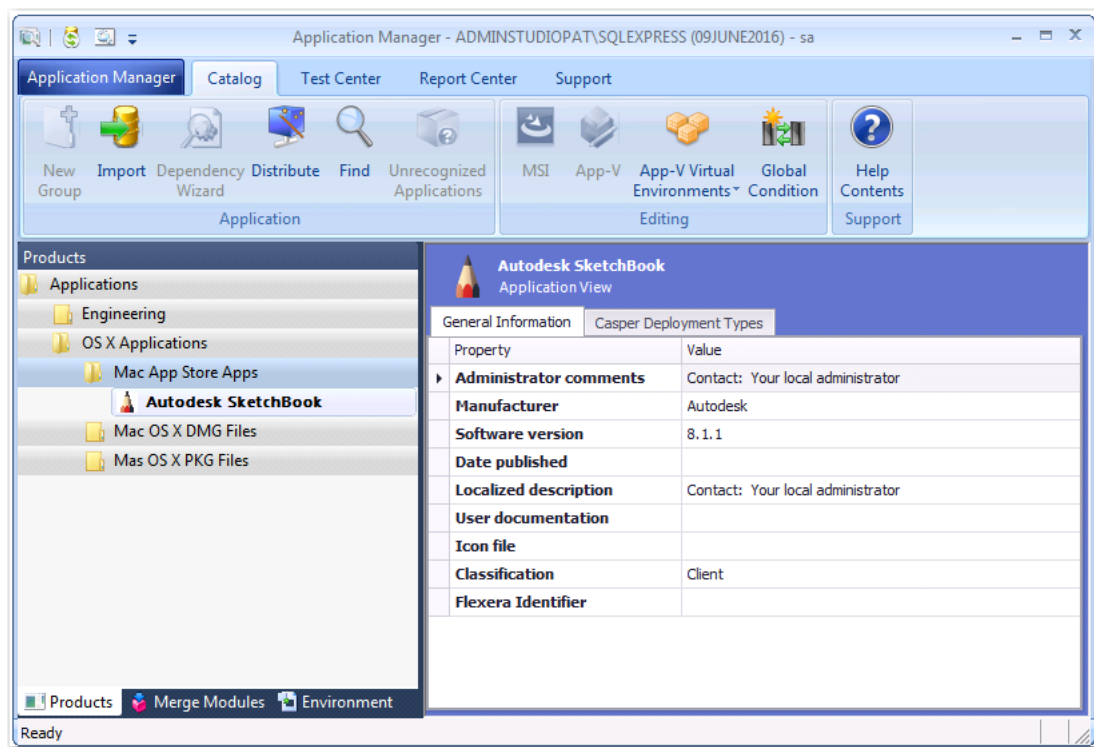 Application Manager - ADMINSTUDIOPAT\SQLEXPRESS (09JUNE2016) - sa
Application Manager Catalog Test Center Report Center Support
New Group
Import
Dependency Wizard
Distribute
Find
Unrecognized Applications
MSI
App-V
App-V Virtual Environments
Global Condition
Help Contents
Application
Editing
Support
Products
Applications
Engineering
OS X Applications
Mac App Store Apps
Autodesk SketchBook
Mac OS X DMG Files
Mas OS X PKG Files
Products Merge Modules Environment
Autodesk SketchBook
Application View
General Information Casper Deployment Types
Property Value
Administrator comments Contact: Your local administrator
Manufacturer Autodesk
Software version 8.1.1
Date published
Localized description Contact: Your local administrator
User documentation
Icon file
Classification Client
Flexera Identifier
Ready